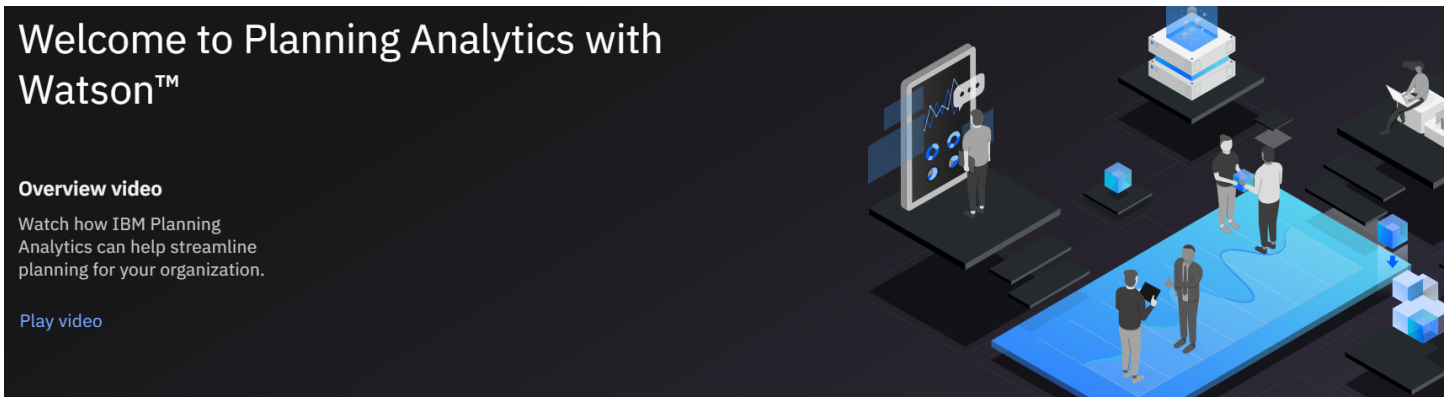 Welcome to Planning Analytics with
Watson™
Overview video
Watch how IBM Planning
Analytics can help streamline
planning for your organization.
Play video